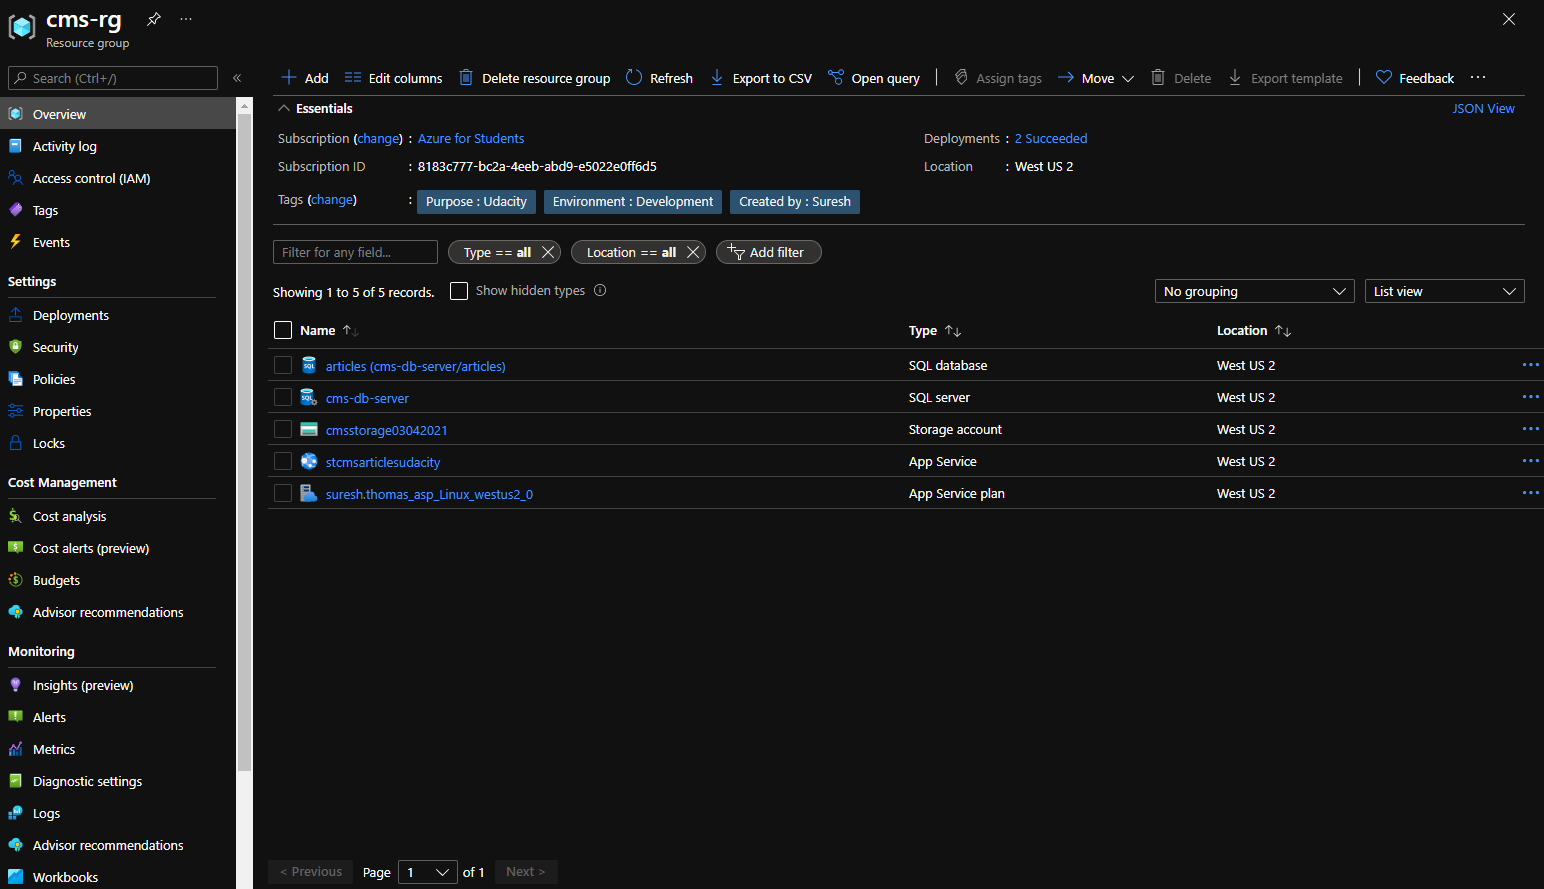 cms-rg
Resource group
Search (Ctrl+/)
Overview
Activity log
Access control (IAM)
Tags
Events
Settings
Deployments
Security
Policies
Properties
Locks
Cost Management
Cost analysis
Cost alerts (preview)
Budgets
Advisor recommendations
Monitoring
Insights (preview)
Alerts
Metrics
Diagnostic settings
Logs
Advisor recommendations
Workbooks
Add Edit columns Delete resource group Refresh Export to CSV Open query Assign tags Move Delete Export template Feedback
Essentials JSON View
Subscription (change) : Azure for Students Deployments : 2 Succeeded
Subscription ID : 8183c777-bc2a-4eeb-abd9-e5022e0ff6d5 Location : West US 2
Tags (change) : Purpose : Udacity Environment : Development Created by : Suresh
Filter for any field... Type == all Location == all Add filter
Showing 1 to 5 of 5 records. Show hidden types No grouping List view
Name Type Location
articles (cms-db-server/articles) SQL database West US 2
cms-db-server SQL server West US 2
cmsstorage03042021 Storage account West US 2
stcmsarticlesudacity App Service West US 2
suresh.thomas_asp_Linux_westus2_0 App Service plan West US 2
< Previous Page 1 of 1 Next >